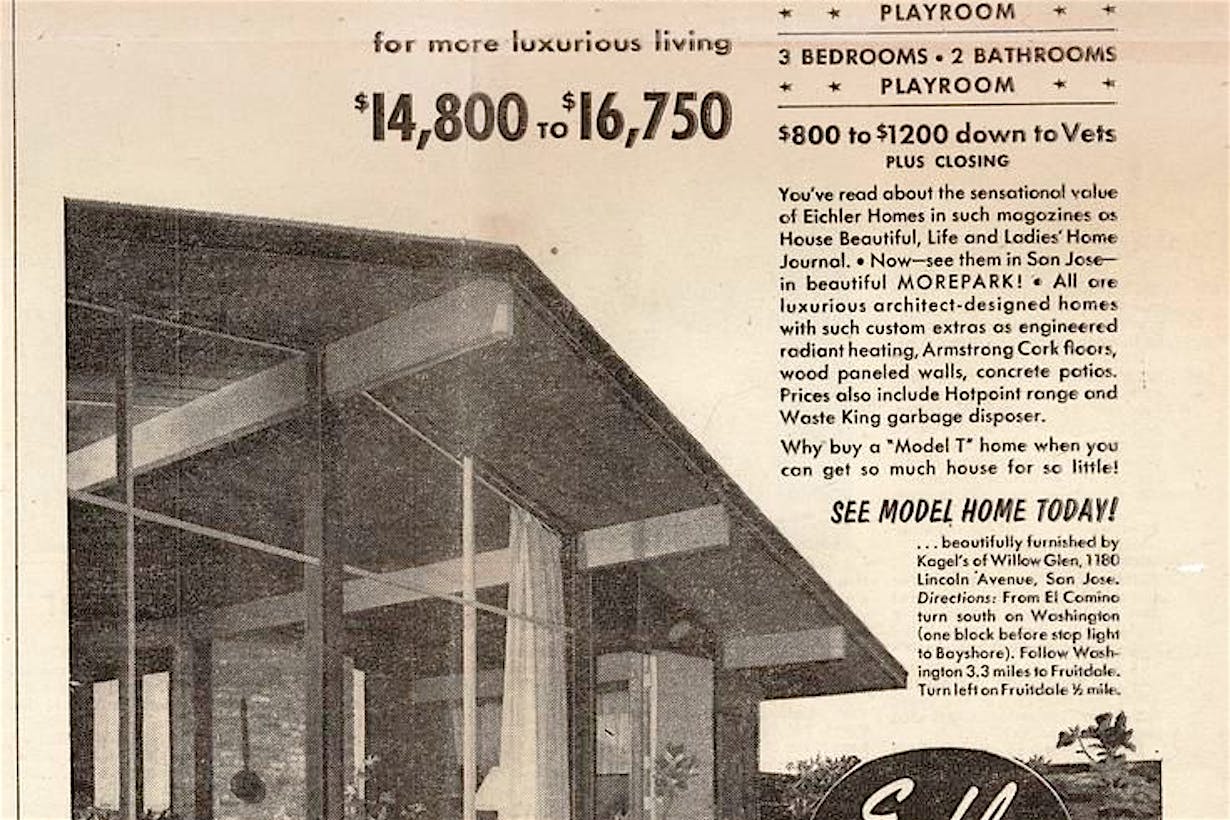 for more luxurious living
$14,800 TO $16,750
* * PLAYROOM * *
3 BEDROOMS • 2 BATHROOMS
* * PLAYROOM * *
$800 to $1200 down to Vets
PLUS CLOSING
You've read about the sensational value
of Eichler Homes in such magazines as
House Beautiful, Life and Ladies' Home
Journal. • Now—see them in San Jose—
in beautiful MOREPARK! • All are
luxurious architect-designed homes
with such custom extras as engineered
radiant heating, Armstrong Cork floors,
wood paneled walls, concrete patios.
Prices also include Hotpoint range and
Waste King garbage disposer.
Why buy a "Model T" home when you
can get so much house for so little!
SEE MODEL HOME TODAY!
... beautifully furnished by
Kagel's of Willow Glen, 1180
Lincoln Avenue, San Jose.
Directions: From El Camino
turn south on Washington
(one block before stop light
to Bayshore). Follow Wash-
ington 3.3 miles to Fruitdale.
Turn left on Fruitdale ½ mile.